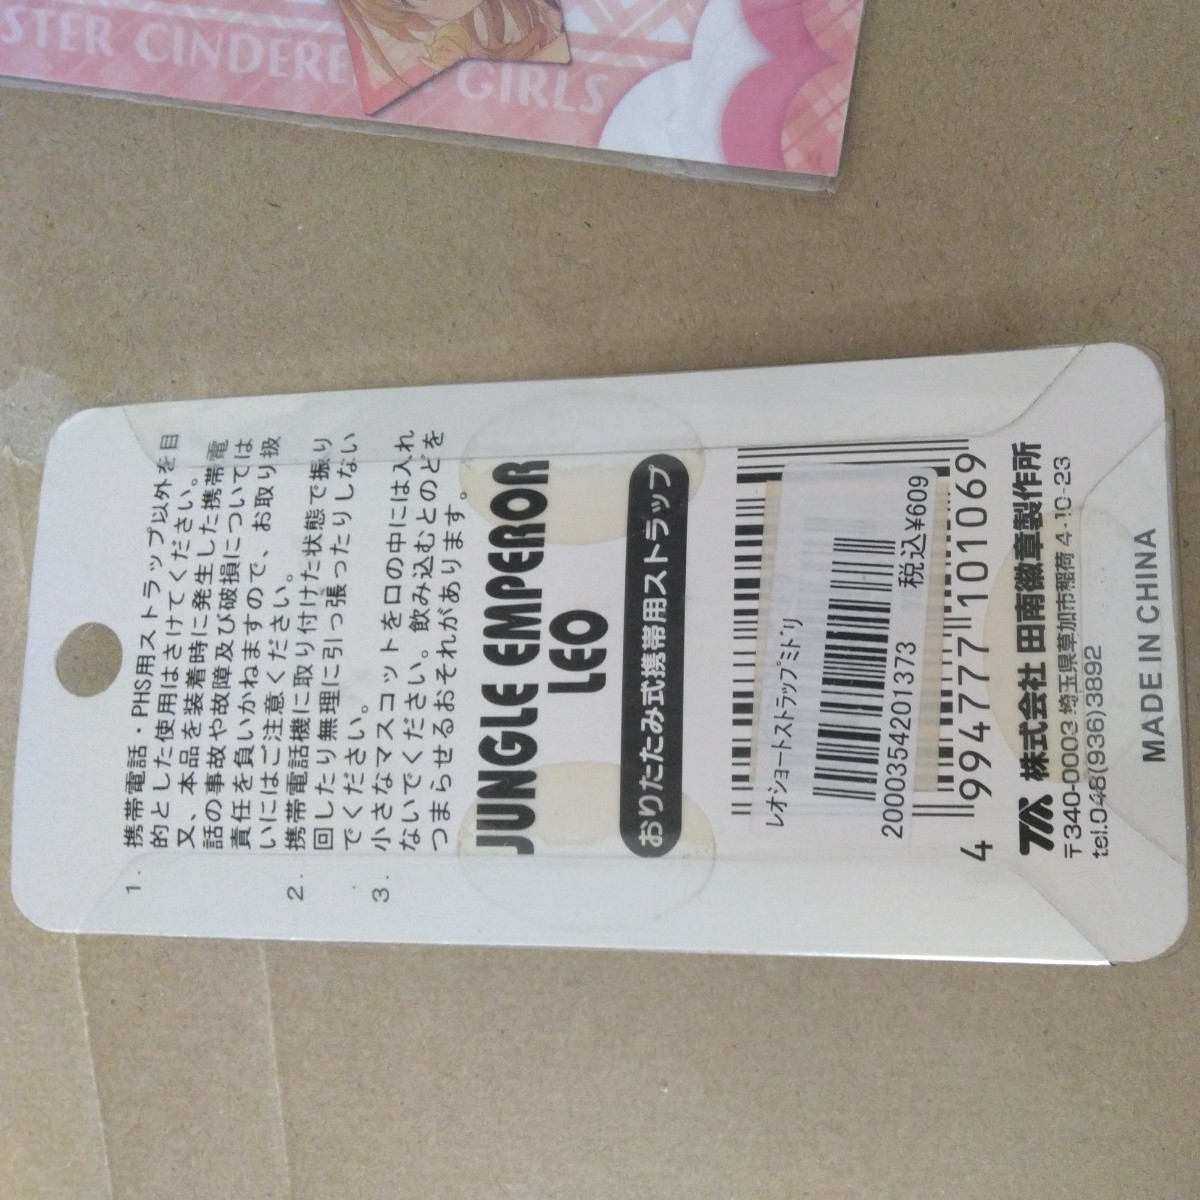 STER CINDERE GIRLS
1. 携帯電話・PHS用ストラップ以外を目
的とした使用はさけてください。
又、本品を装着時に発生した携帯電
話の事故や故障及び破損については
責任を負いかねますので、お取り扱
いにはご注意ください。
2. 携帯電話機に取り付けた状態で振り
回したり無理に引っ張ったりしない
でください。
3. 小さなマスコットを口の中には入れ
ないでください。飲み込むとのどを
つまらせるおそれがあります。
JUNGLE EMPEROR
LEO
おりたたみ式携帯用ストラップ
レオショートストラップミドリ
2000354201373 税込¥609
4 994777 101069
株式会社 田南徽章製作所
〒340-0003 埼玉県草加市稲荷 4-10-23
tel.048(936)3892
MADE IN CHINA